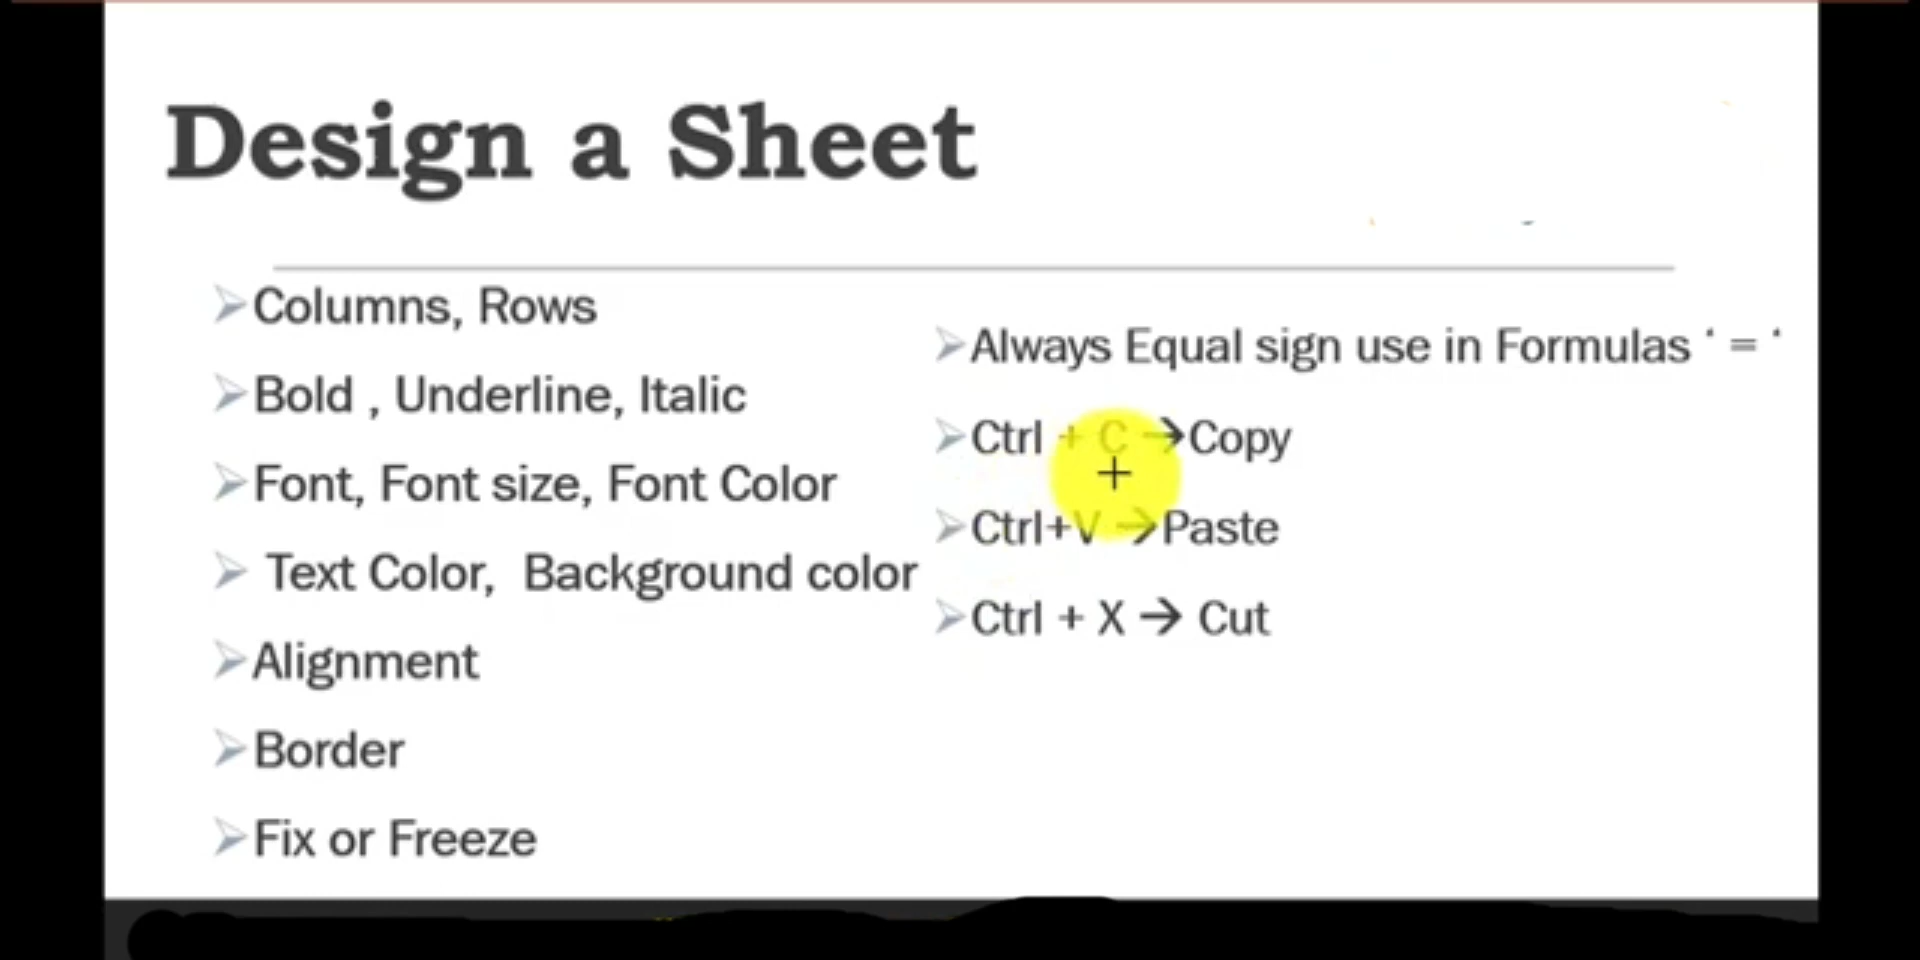 Design a Sheet
Columns, Rows
Bold , Underline, Italic
Font, Font size, Font Color
Text Color, Background color
Alignment
Border
Fix or Freeze
Always Equal sign use in Formulas ‘ = ‘
Ctrl + C →Copy
Ctrl+V →Paste
Ctrl + X → Cut